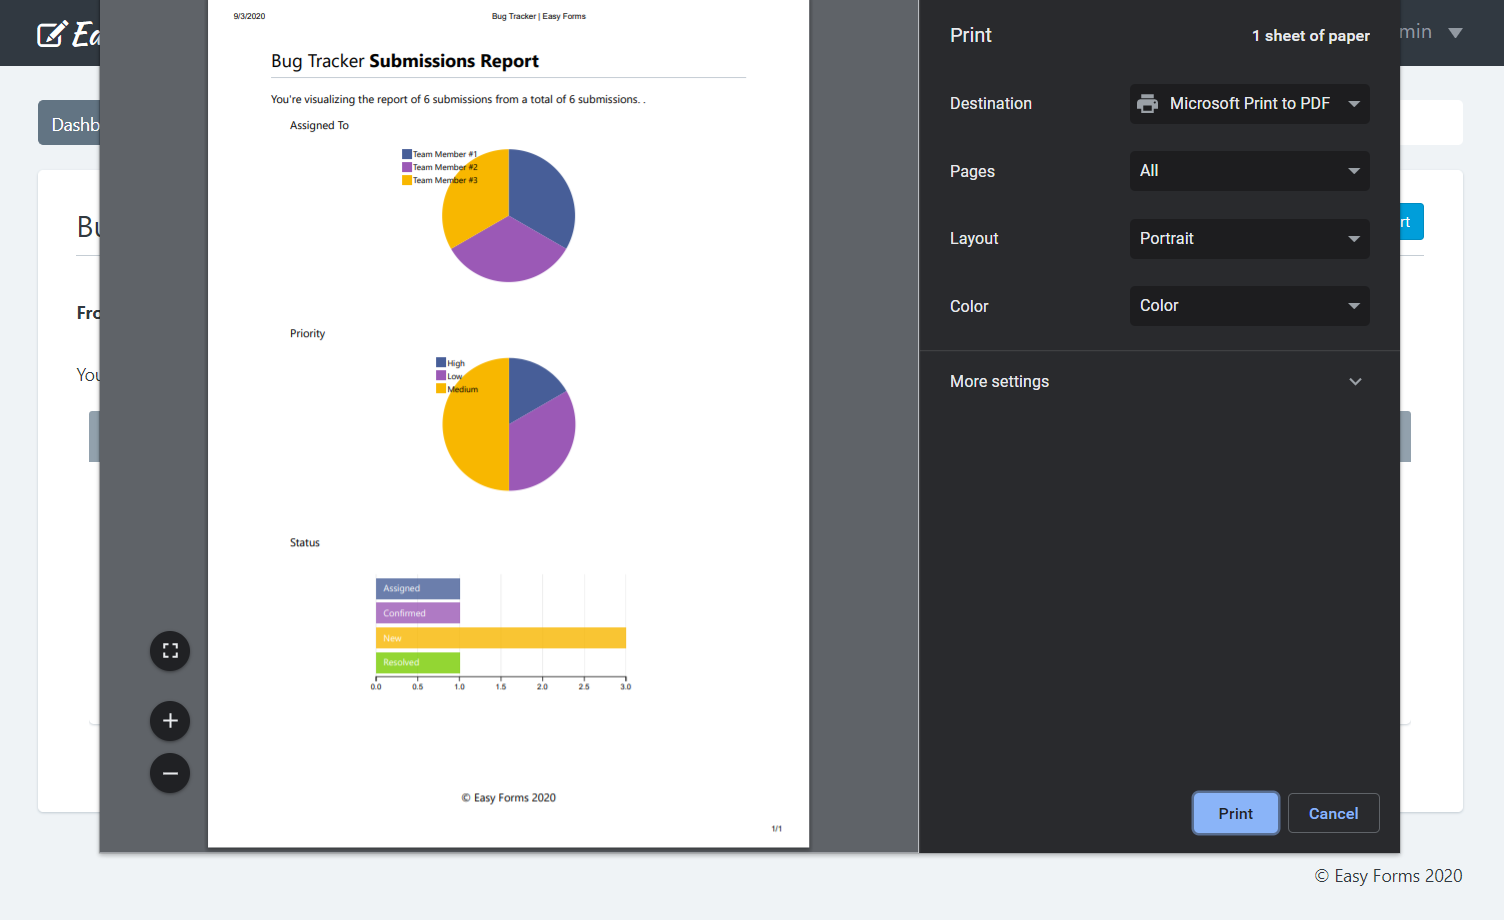 Ea
min
Dashb
Bu
rt
Fro
You
9/3/2020
Bug Tracker | Easy Forms
Bug Tracker Submissions Report
You're visualizing the report of 6 submissions from a total of 6 submissions. .
Assigned To
Team Member #1
Team Member #2
Team Member #3
Priority
High
Low
Medium
Status
Assigned
Confirmed
New
Resolved
0.0 0.5 1.0 1.5 2.0 2.5 3.0
© Easy Forms 2020
1/1
Print
1 sheet of paper
Destination
Microsoft Print to PDF
Pages
All
Layout
Portrait
Color
Color
More settings
Print
Cancel
© Easy Forms 2020